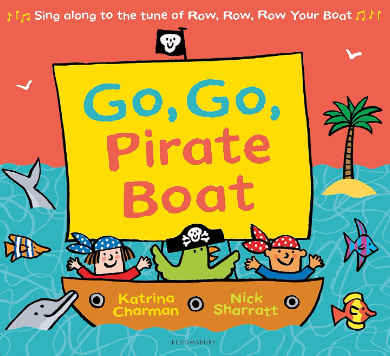 Sing along to the tune of Row, Row, Row Your Boat
Go, Go,
Pirate
Boat
Katrina Nick
Charman Sharratt
BLOOMSBURY